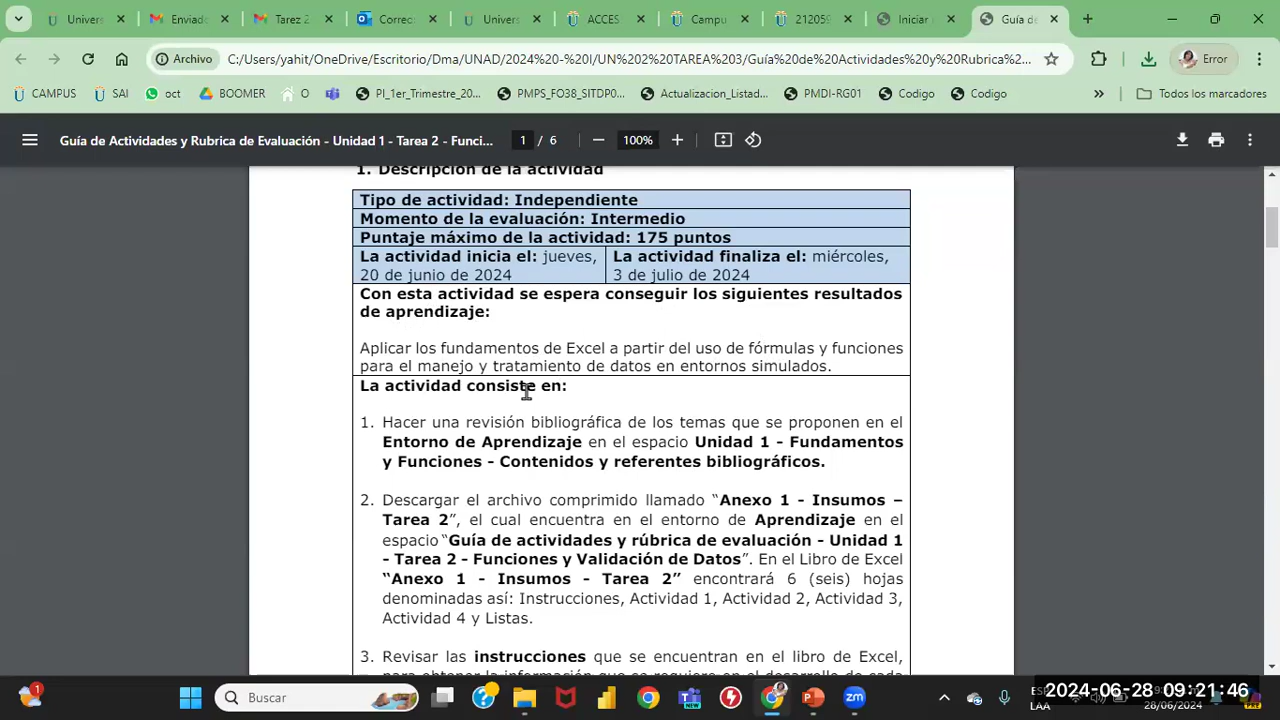 Univers
Enviado
Tarez 2
Correo
Univers
ACCES
Campu
212059
Iniciar
Guía de
Archivo
C:/Users/yahit/OneDrive/Escritorio/Dma/UNAD/2024%20-%20I/UN%202%20TAREA%203/Guía%20de%20Actividades%20y%20Rubrica%...
Error
CAMPUS
SAI
oct
BOOMER
O
PI_1er_Trimestre_20...
PMPS_FO38_SITDP0...
Actualizacion_Listad...
PMDI-RG01
Codigo
Codigo
Todos los marcadores
Guía de Actividades y Rubrica de Evaluación - Unidad 1 - Tarea 2 - Funci...
1 / 6
100%
1. Descripción de la actividad
Tipo de actividad: Independiente
Momento de la evaluación: Intermedio
Puntaje máximo de la actividad: 175 puntos
La actividad inicia el: jueves,
20 de junio de 2024
La actividad finaliza el: miércoles,
3 de julio de 2024
Con esta actividad se espera conseguir los siguientes resultados
de aprendizaje:
Aplicar los fundamentos de Excel a partir del uso de fórmulas y funciones
para el manejo y tratamiento de datos en entornos simulados.
La actividad consiste en:
1. Hacer una revisión bibliográfica de los temas que se proponen en el
Entorno de Aprendizaje en el espacio Unidad 1 - Fundamentos
y Funciones - Contenidos y referentes bibliográficos.
2. Descargar el archivo comprimido llamado “Anexo 1 - Insumos –
Tarea 2”, el cual encuentra en el entorno de Aprendizaje en el
espacio “Guía de actividades y rúbrica de evaluación - Unidad 1
- Tarea 2 - Funciones y Validación de Datos”. En el Libro de Excel
“Anexo 1 - Insumos - Tarea 2” encontrará 6 (seis) hojas
denominadas así: Instrucciones, Actividad 1, Actividad 2, Actividad 3,
Actividad 4 y Listas.
3. Revisar las instrucciones que se encuentran en el libro de Excel,
1
Buscar
NEW
ESP
LAA
2024-06-28 09:21:46
28/06/2024